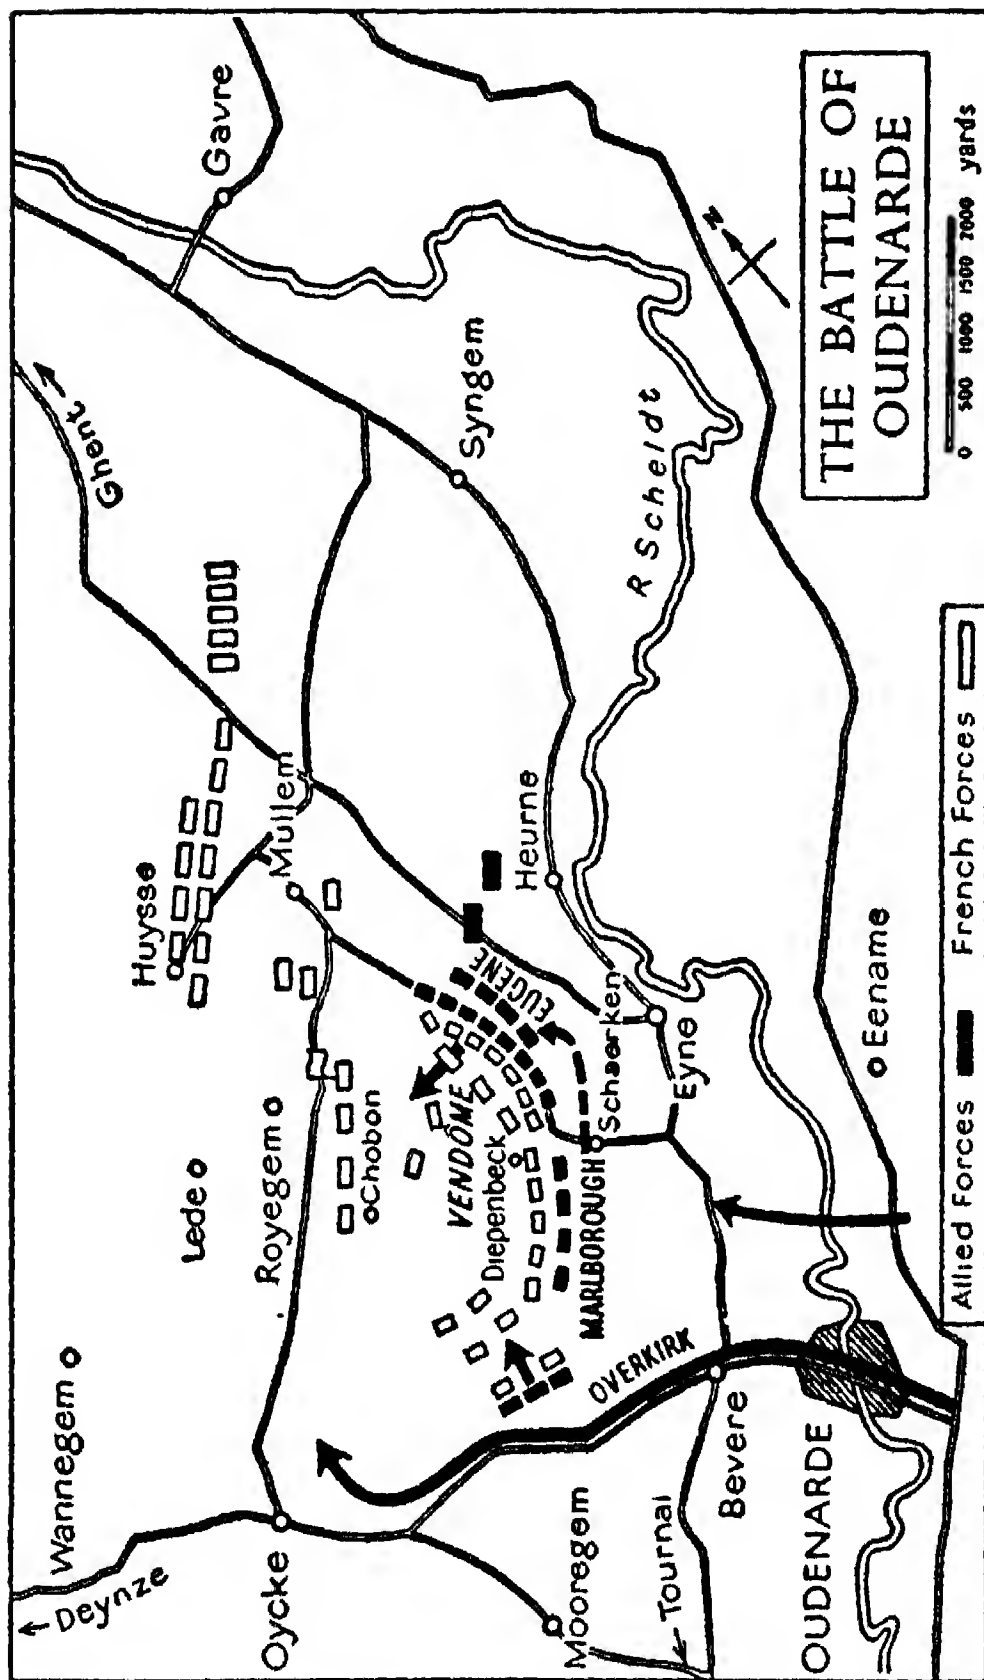 THE BATTLE OF
OUDENARDE
0 500 1000 1500 2000 yards
Allied Forces French Forces
N
← Deynze
Wannegem
Lede
Huysse
Ghent →
Gavre
Oycke
Royegem
Chobon
Mullem
Syngem
VENDÔME
Diepenbeck
EUGENE
Heurne
R Scheldt
Mooregem
← Tournai
OVERKIRK
MARLBOROUGH
Schaerken
Eyne
Bevere
OUDENARDE
Eename